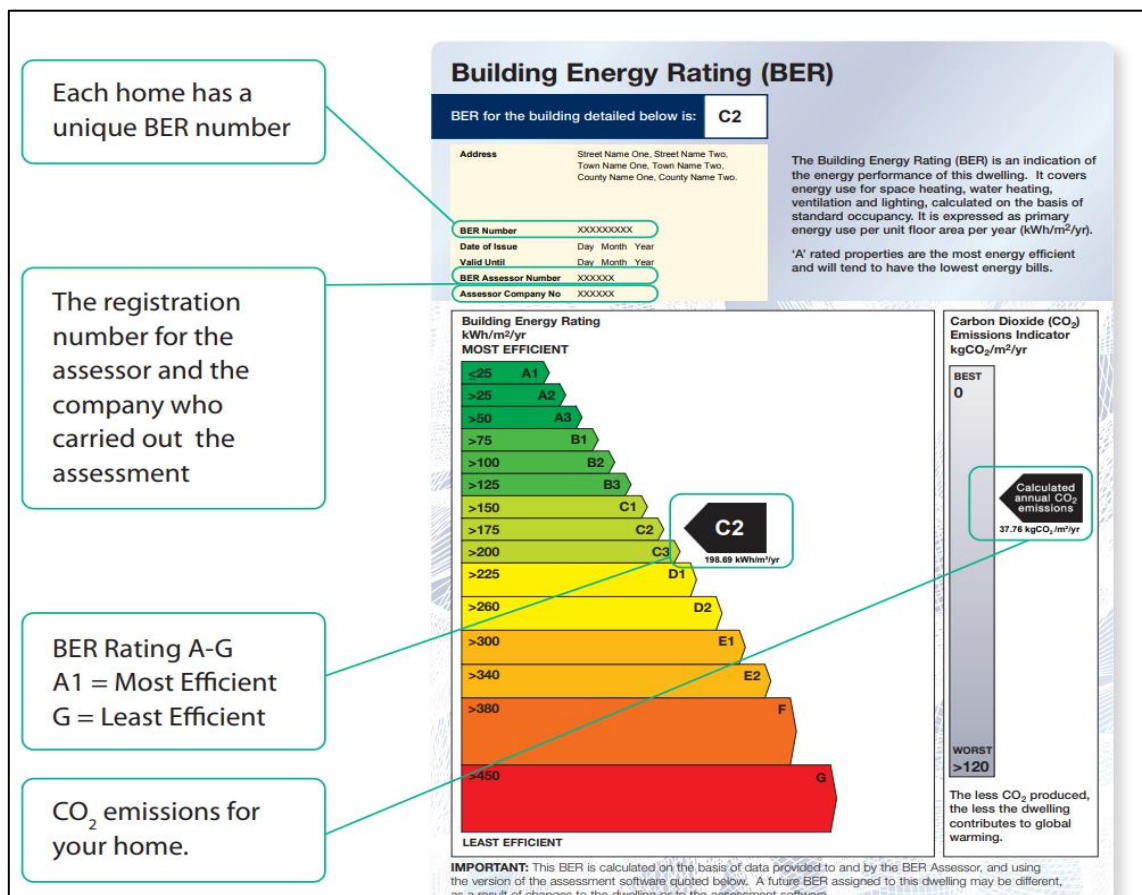 Each home has a
unique BER number
The registration
number for the
assessor and the
company who
carried out the
assessment
BER Rating A-G
A1 = Most Efficient
G = Least Efficient
CO₂ emissions for
your home.
Building Energy Rating (BER)
BER for the building detailed below is: C2
Address Street Name One, Street Name Two,
Town Name One, Town Name Two,
County Name One, County Name Two.
BER Number XXXXXXXXX
Date of Issue Day Month Year
Valid Until Day Month Year
BER Assessor Number XXXXXX
Assessor Company No XXXXXX
The Building Energy Rating (BER) is an indication of
the energy performance of this dwelling. It covers
energy use for space heating, water heating,
ventilation and lighting, calculated on the basis of
standard occupancy. It is expressed as primary
energy use per unit floor area per year (kWh/m²/yr).
'A' rated properties are the most energy efficient
and will tend to have the lowest energy bills.
Building Energy Rating
kWh/m²/yr
MOST EFFICIENT
≤25 A1
>25 A2
>50 A3
>75 B1
>100 B2
>125 B3
>150 C1
>175 C2
>200 C3
>225 D1
>260 D2
>300 E1
>340 E2
>380 F
>450 G
LEAST EFFICIENT
C2
198.69 kWh/m²/yr
Carbon Dioxide (CO₂)
Emissions Indicator
kgCO₂/m²/yr
BEST
0
Calculated
annual CO₂
emissions
37.76 kgCO₂/m²/yr
WORST
>120
The less CO₂ produced,
the less the dwelling
contributes to global
warming.
IMPORTANT: This BER is calculated on the basis of data provided to and by the BER Assessor, and using
the version of the assessment software quoted below. A future BER assigned to this dwelling may be different,
as a result of changes to the dwelling or to the assessment software.